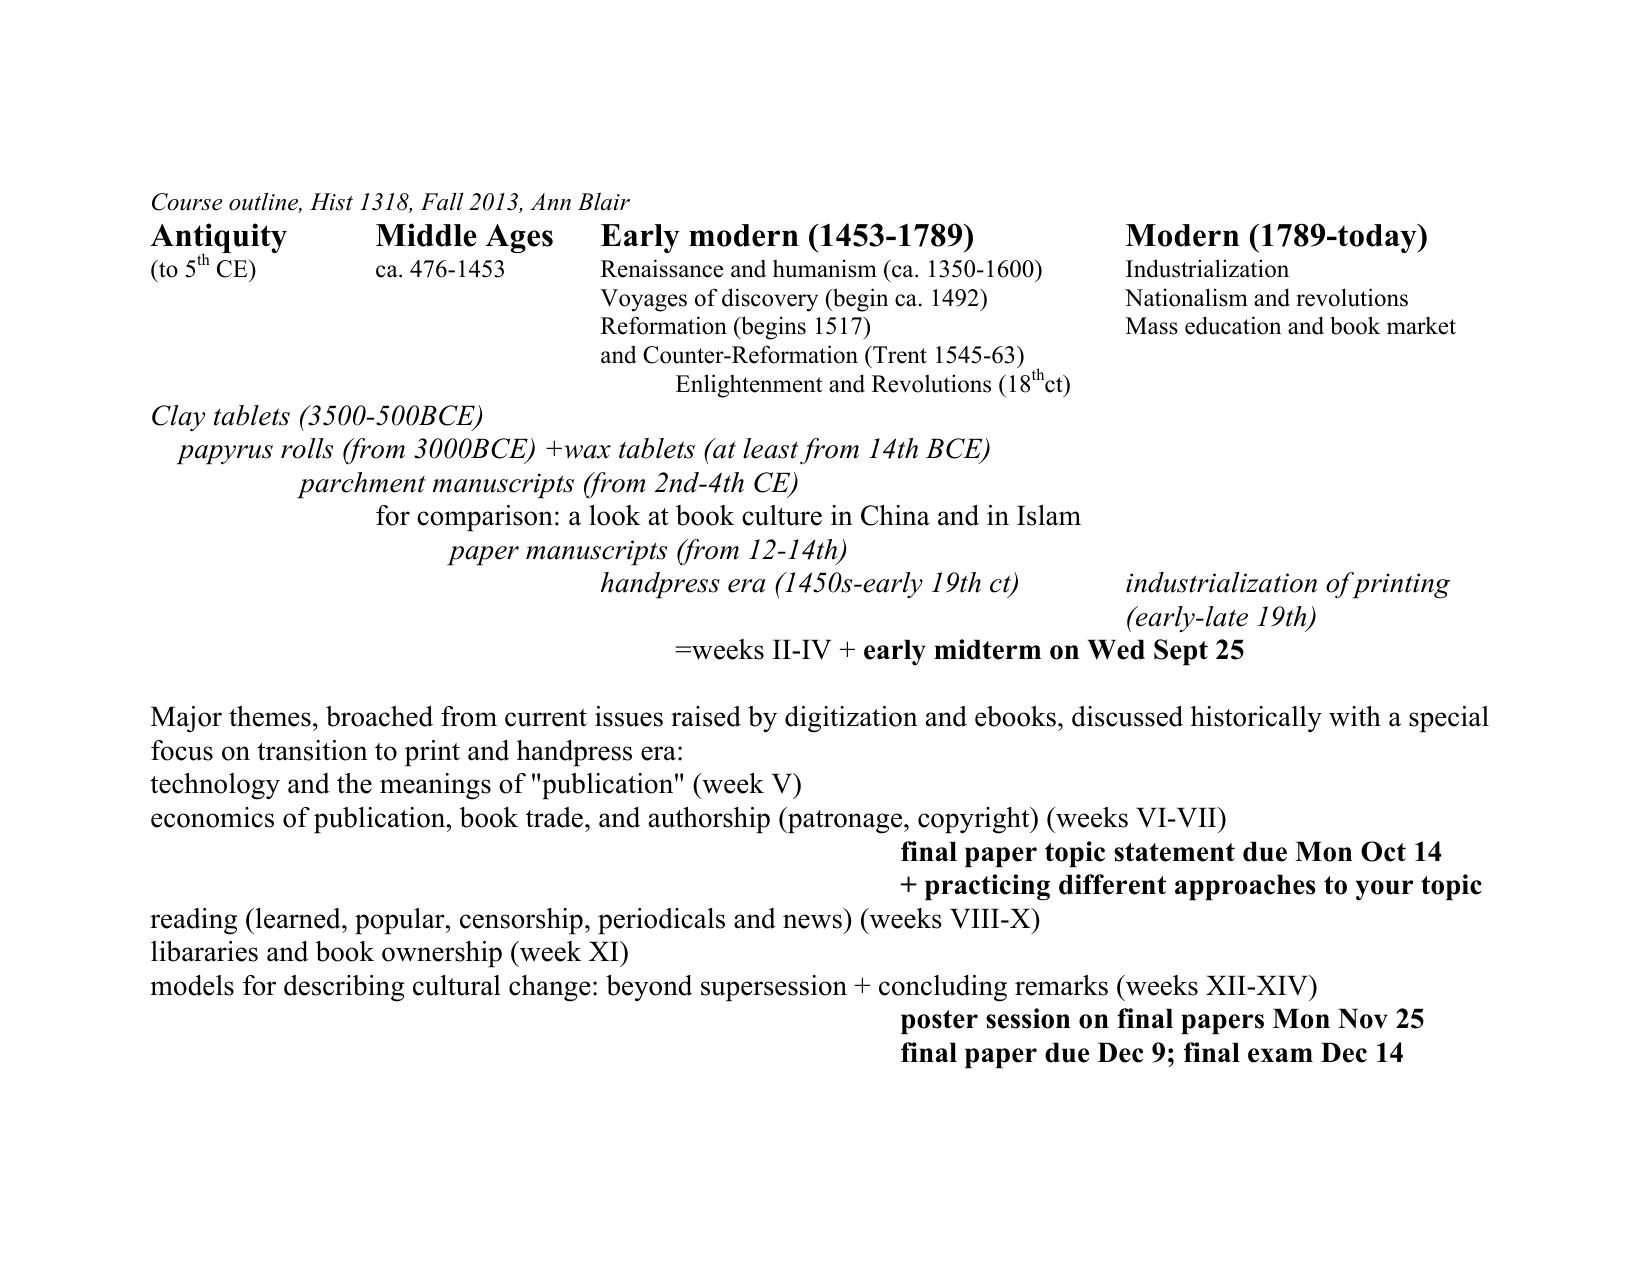 Course outline, Hist 1318, Fall 2013, Ann Blair
Antiquity Middle Ages Early modern (1453-1789) Modern (1789-today)
(to 5th CE) ca. 476-1453 Renaissance and humanism (ca. 1350-1600) Industrialization
Voyages of discovery (begin ca. 1492) Nationalism and revolutions
Reformation (begins 1517) Mass education and book market
and Counter-Reformation (Trent 1545-63)
Enlightenment and Revolutions (18thct)
Clay tablets (3500-500BCE)
papyrus rolls (from 3000BCE) +wax tablets (at least from 14th BCE)
parchment manuscripts (from 2nd-4th CE)
for comparison: a look at book culture in China and in Islam
paper manuscripts (from 12-14th)
handpress era (1450s-early 19th ct) industrialization of printing
(early-late 19th)
=weeks II-IV + early midterm on Wed Sept 25
Major themes, broached from current issues raised by digitization and ebooks, discussed historically with a special
focus on transition to print and handpress era:
technology and the meanings of "publication" (week V)
economics of publication, book trade, and authorship (patronage, copyright) (weeks VI-VII)
final paper topic statement due Mon Oct 14
+ practicing different approaches to your topic
reading (learned, popular, censorship, periodicals and news) (weeks VIII-X)
libararies and book ownership (week XI)
models for describing cultural change: beyond supersession + concluding remarks (weeks XII-XIV)
poster session on final papers Mon Nov 25
final paper due Dec 9; final exam Dec 14